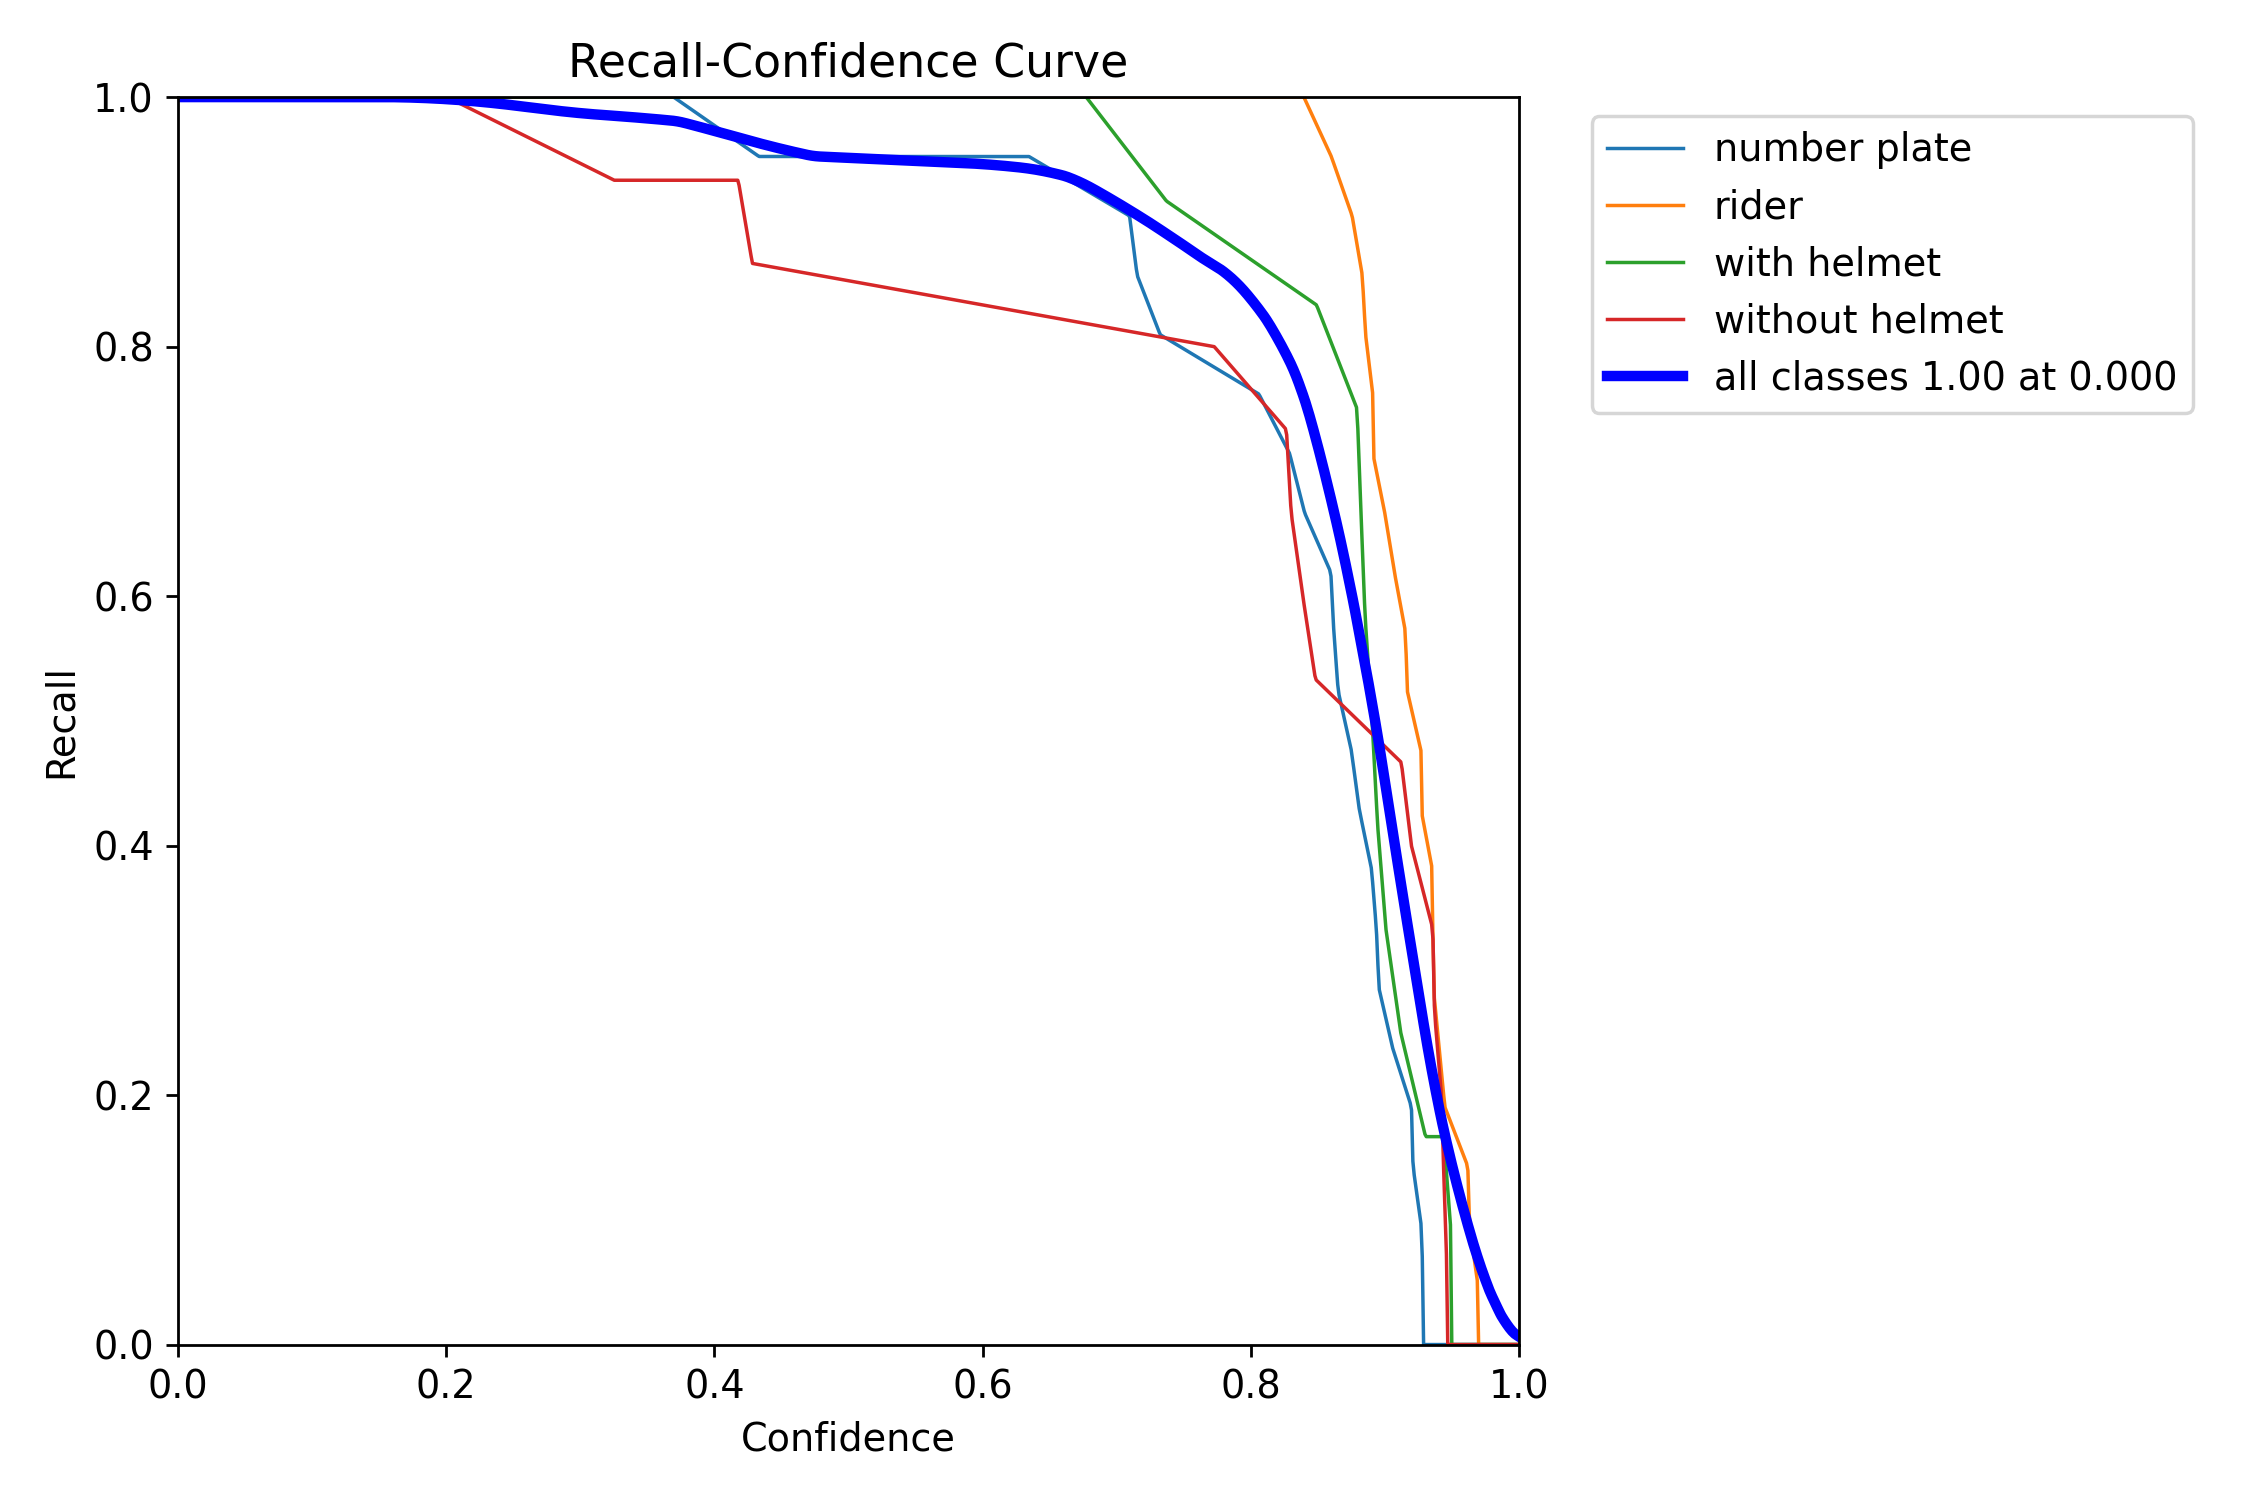 Recall-Confidence Curve
1.0
0.8
0.6
0.4
0.2
0.0
Recall
0.0 0.2 0.4 0.6 0.8 1.0
Confidence
number plate
rider
with helmet
without helmet
all classes 1.00 at 0.000